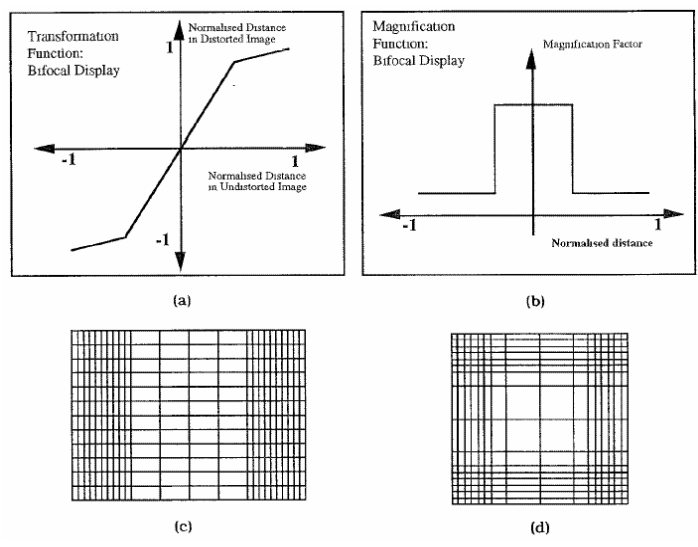 Transformation
Function:
Bifocal Display
Normalised Distance
in Distorted Image
1
-1
1
Normalised Distance
in Undistorted Image
-1
(a)
Magnification
Function:
Bifocal Display
Magnification Factor
-1
1
Normalised distance
(b)
(c)
(d)